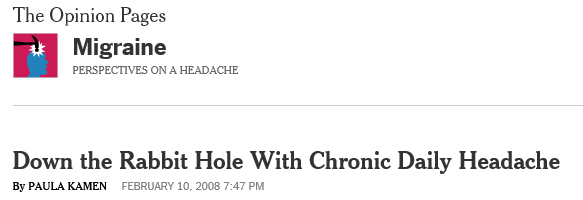 The Opinion Pages
Migraine
PERSPECTIVES ON A HEADACHE
Down the Rabbit Hole With Chronic Daily Headache
By PAULA KAMEN FEBRUARY 10, 2008 7:47 PM